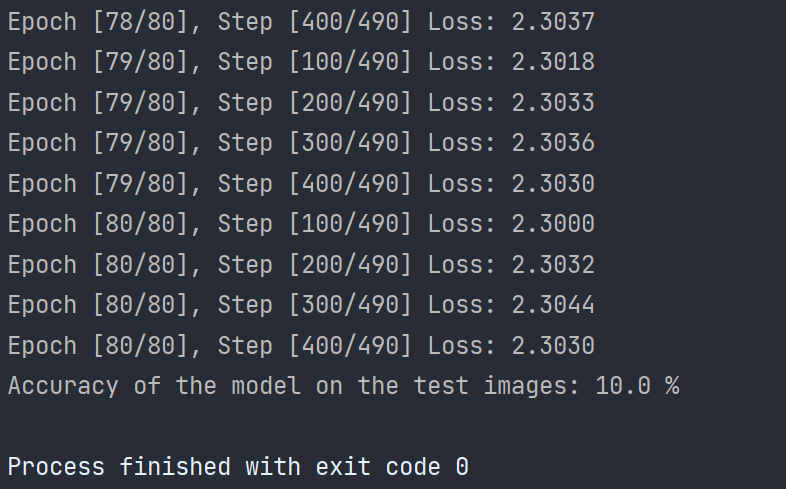 Epoch [78/80], Step [400/490] Loss: 2.3037
Epoch [79/80], Step [100/490] Loss: 2.3018
Epoch [79/80], Step [200/490] Loss: 2.3033
Epoch [79/80], Step [300/490] Loss: 2.3036
Epoch [79/80], Step [400/490] Loss: 2.3030
Epoch [80/80], Step [100/490] Loss: 2.3000
Epoch [80/80], Step [200/490] Loss: 2.3032
Epoch [80/80], Step [300/490] Loss: 2.3044
Epoch [80/80], Step [400/490] Loss: 2.3030
Accuracy of the model on the test images: 10.0 %
Process finished with exit code 0